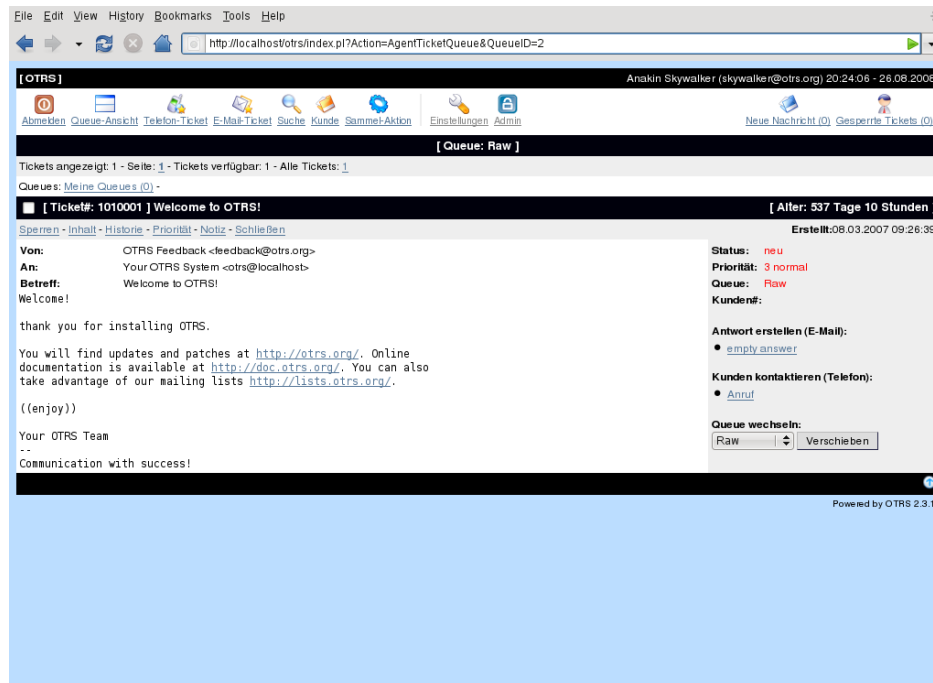 File Edit View History Bookmarks Tools Help
http://localhost/otrs/index.pl?Action=AgentTicketQueue&QueueID=2
[ OTRS ] Anakin Skywalker (skywalker@otrs.org) 20:24:06 - 26.08.2008
Abmelden Queue-Ansicht Telefon-Ticket E-Mail-Ticket Suche Kunde Sammel-Aktion Einstellungen Admin Neue Nachricht (0) Gesperrte Tickets (0)
[ Queue: Raw ]
Tickets angezeigt: 1 - Seite: 1 - Tickets verfügbar: 1 - Alle Tickets: 1
Queues: Meine Queues (0) -
[ Ticket#: 1010001 ] Welcome to OTRS! [ Alter: 537 Tage 10 Stunden ]
Sperren - Inhalt - Historie - Priorität - Notiz - Schließen Erstellt:08.03.2007 09:26:39
Von: OTRS Feedback <feedback@otrs.org>
An: Your OTRS System <otrs@localhost>
Betreff: Welcome to OTRS!
Welcome!
thank you for installing OTRS.
You will find updates and patches at http://otrs.org/. Online
documentation is available at http://doc.otrs.org/. You can also
take advantage of our mailing lists http://lists.otrs.org/.
((enjoy))
Your OTRS Team
--
Communication with success!
Status: neu
Priorität: 3 normal
Queue: Raw
Kunden#:
Antwort erstellen (E-Mail):
empty answer
Kunden kontaktieren (Telefon):
Anruf
Queue wechseln:
Raw Verschieben
Powered by OTRS 2.3.1